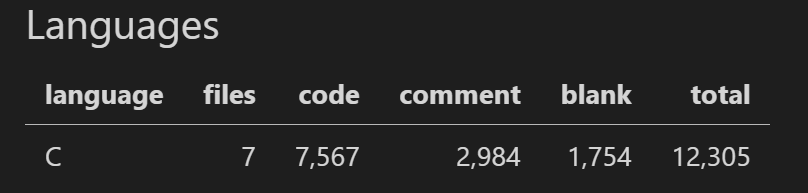 Languages
language files code comment blank total
C 7 7,567 2,984 1,754 12,305